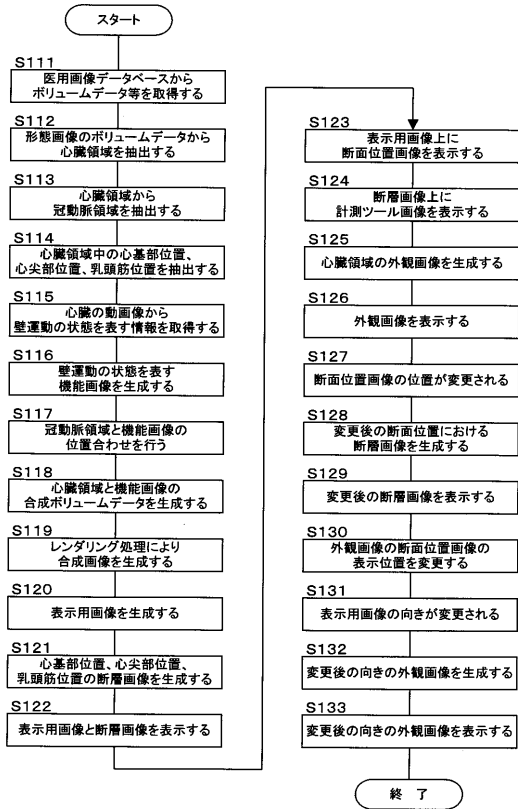 スタート
S111
医用画像データベースから
ボリュームデータ等を取得する
S112
形態画像のボリュームデータから
心臓領域を抽出する
S113
心臓領域から
冠動脈領域を抽出する
S114
心臓領域中の心基部位置、
心尖部位置、乳頭筋位置を抽出する
S115
心臓の動画像から
壁運動の状態を表す情報を取得する
S116
壁運動の状態を表す
機能画像を生成する
S117
冠動脈領域と機能画像の
位置合わせを行う
S118
心臓領域と機能画像の
合成ボリュームデータを生成する
S119
レンダリング処理により
合成画像を生成する
S120
表示用画像を生成する
S121
心基部位置、心尖部位置、
乳頭筋位置の断層画像を生成する
S122
表示用画像と断層画像を表示する
S123
表示用画像上に
断面位置画像を表示する
S124
断層画像上に
計測ツール画像を表示する
S125
心臓領域の外観画像を生成する
S126
外観画像を表示する
S127
断面位置画像の位置が変更される
S128
変更後の断面位置における
断層画像を生成する
S129
変更後の断層画像を表示する
S130
外観画像の断面位置画像の
表示位置を変更する
S131
表示用画像の向きが変更される
S132
変更後の向きの外観画像を生成する
S133
変更後の向きの外観画像を表示する
終 了